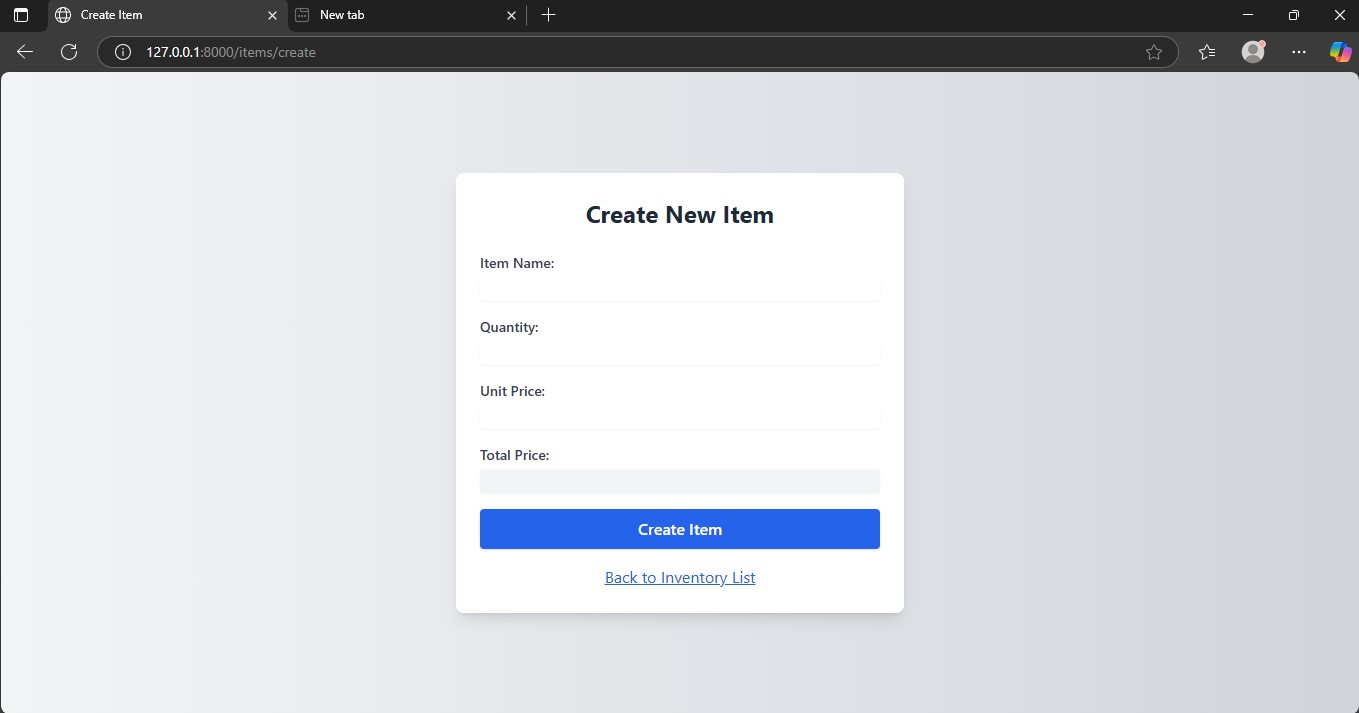 Create Item
New tab
127.0.0.1:8000/items/create
Create New Item
Item Name:
Quantity:
Unit Price:
Total Price:
Create Item
Back to Inventory List